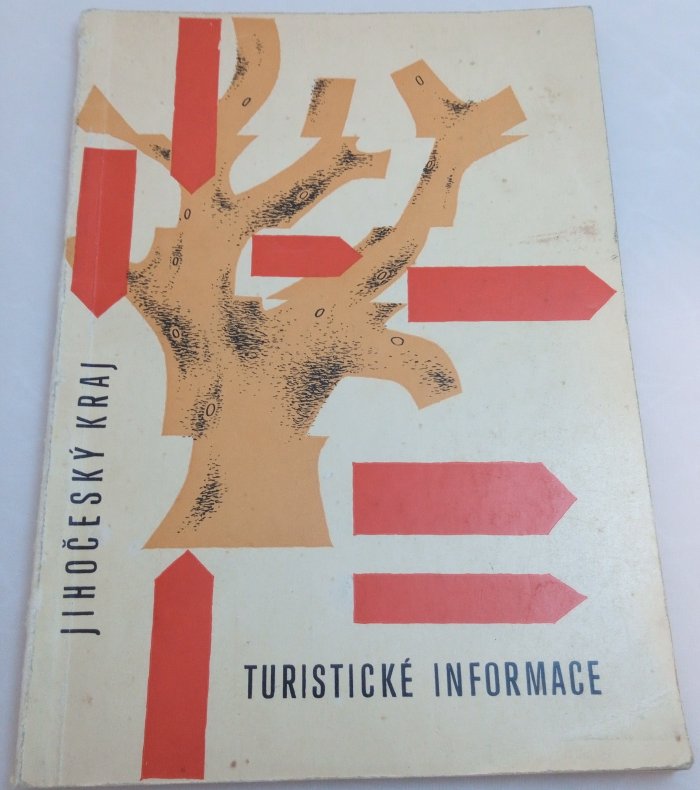 JIHOČESKÝ KRAJ
TURISTICKÉ INFORMACE